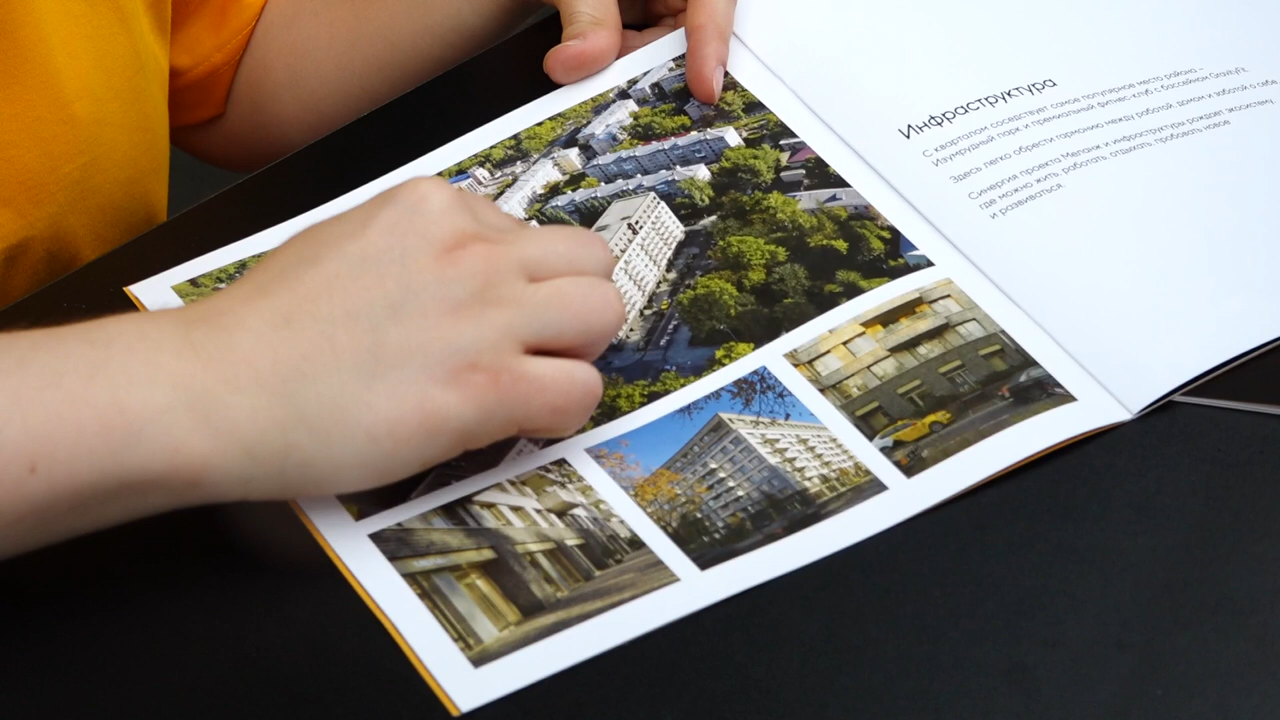 Инфраструктура
С кварталом соседствует самое популярное место района –
Изумрудный парк и премиальный фитнес-клуб с бассейном GravityFit.
Здесь легко обрести гармонию между работой, домом и заботой о себе.
Синергия проекта Меланж и инфраструктуры рождает экосистему,
где можно жить, работать, отдыхать, пробовать новое
и развиваться.